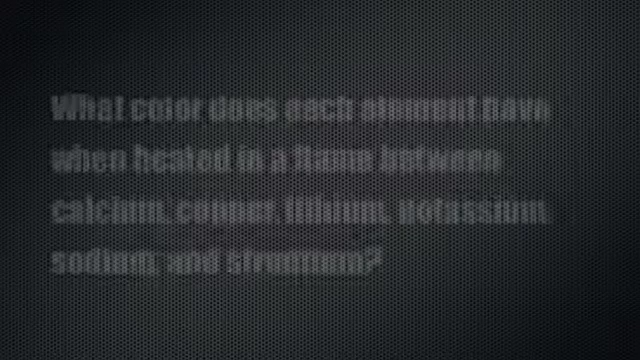 What color does each element have
when heated in a flame between
calcium, copper, lithium, potassium,
sodium, and strontium?